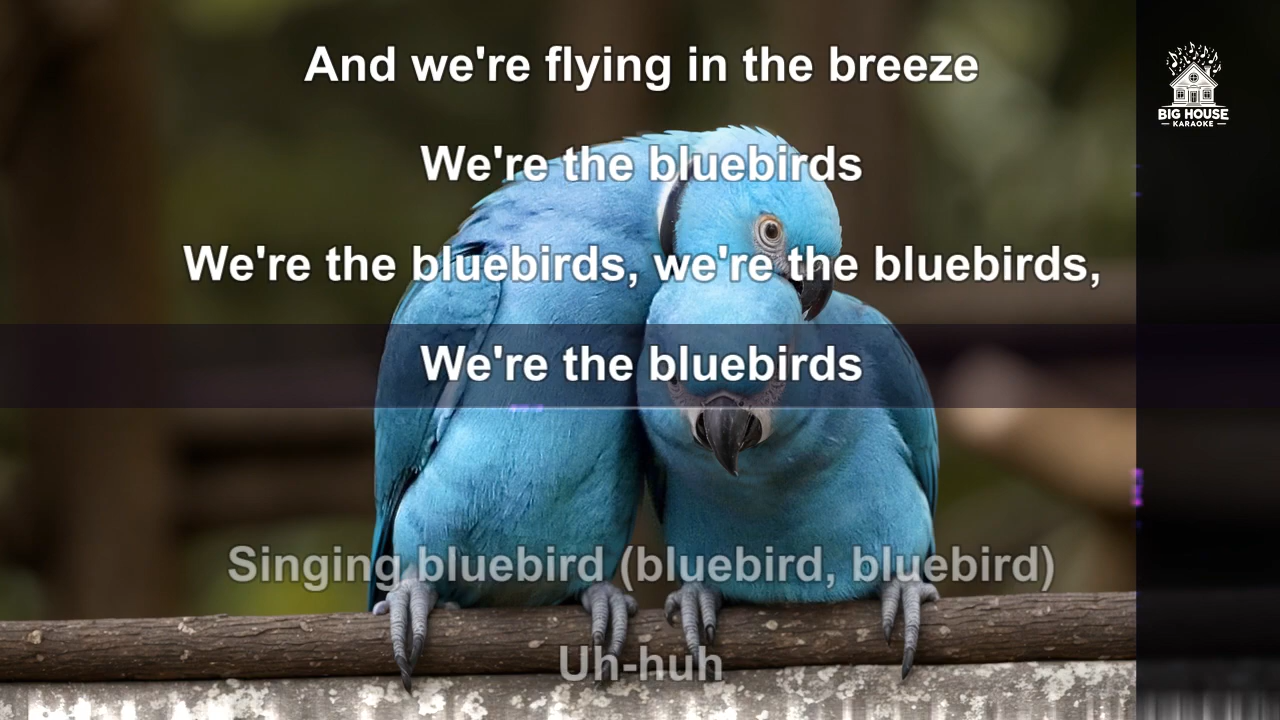 And we're flying in the breeze
BIG HOUSE
KARAOKE
We're the bluebirds
We're the bluebirds, we're the bluebirds,
We're the bluebirds
Singing bluebird (bluebird, bluebird)
Uh-huh